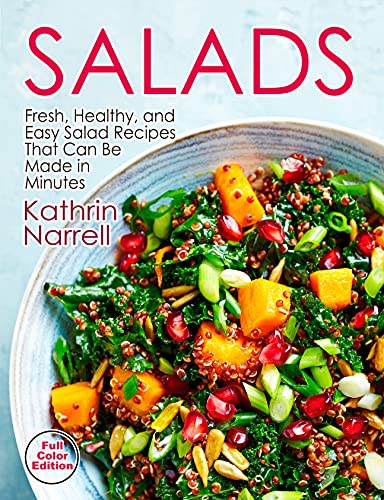 SALADS
Fresh, Healthy, and
Easy Salad Recipes
That Can Be
Made in
Minutes
Kathrin
Narrell
Full
Color
Edition